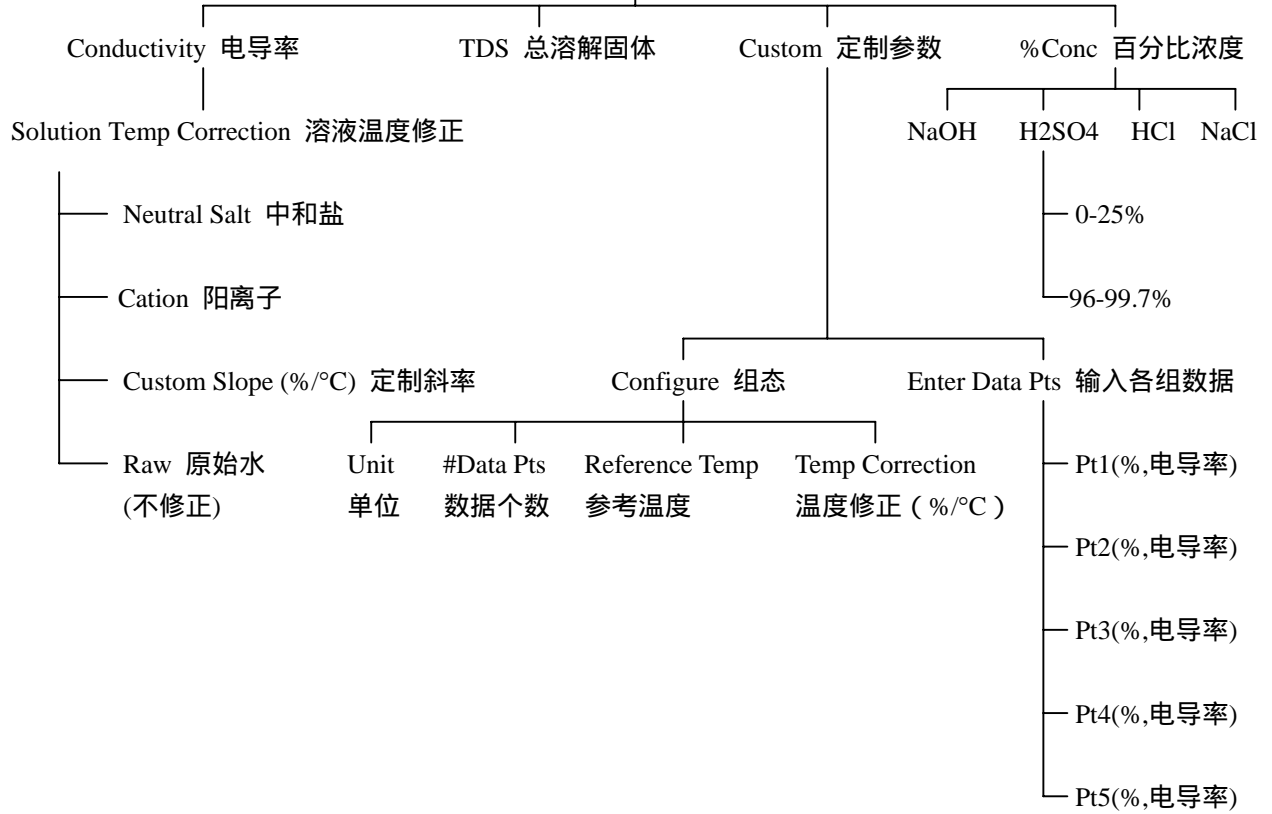 Conductivity 电导率
TDS 总溶解固体
Custom 定制参数
%Conc 百分比浓度
Solution Temp Correction 溶液温度修正
NaOH
H2SO4
HCl
NaCl
Neutral Salt 中和盐
0-25%
Cation 阳离子
96-99.7%
Custom Slope (%/°C) 定制斜率
Configure 组态
Enter Data Pts 输入各组数据
Raw 原始水
(不修正)
Unit
单位
#Data Pts
数据个数
Reference Temp
参考温度
Temp Correction
温度修正（%/°C）
Pt1(%,电导率)
Pt2(%,电导率)
Pt3(%,电导率)
Pt4(%,电导率)
Pt5(%,电导率)